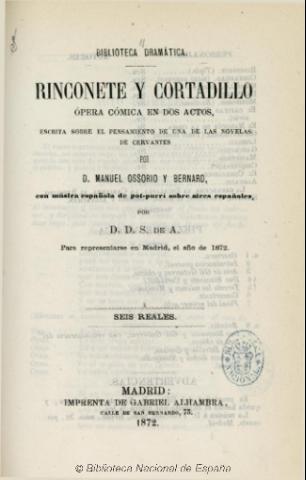 BIBLIOTECA DRAMÁTICA.
RINCONETE Y CORTADILLO
ÓPERA CÓMICA EN DOS ACTOS,
ESCRITA SOBRE EL PENSAMIENTO DE UNA DE LAS NOVELAS
DE CERVANTES
POR
D. MANUEL OSSORIO Y BERNARD,
con música española de pot-purrí sobre aires españoles,
POR
D. D. S. DE A.
Para representarse en Madrid, el año de 1872.
SEIS REALES.
MADRID:
IMPRENTA DE GABRIEL ALHAMBRA,
CALLE DE SAN BERNARDO, 73.
1872.
© Biblioteca Nacional de España